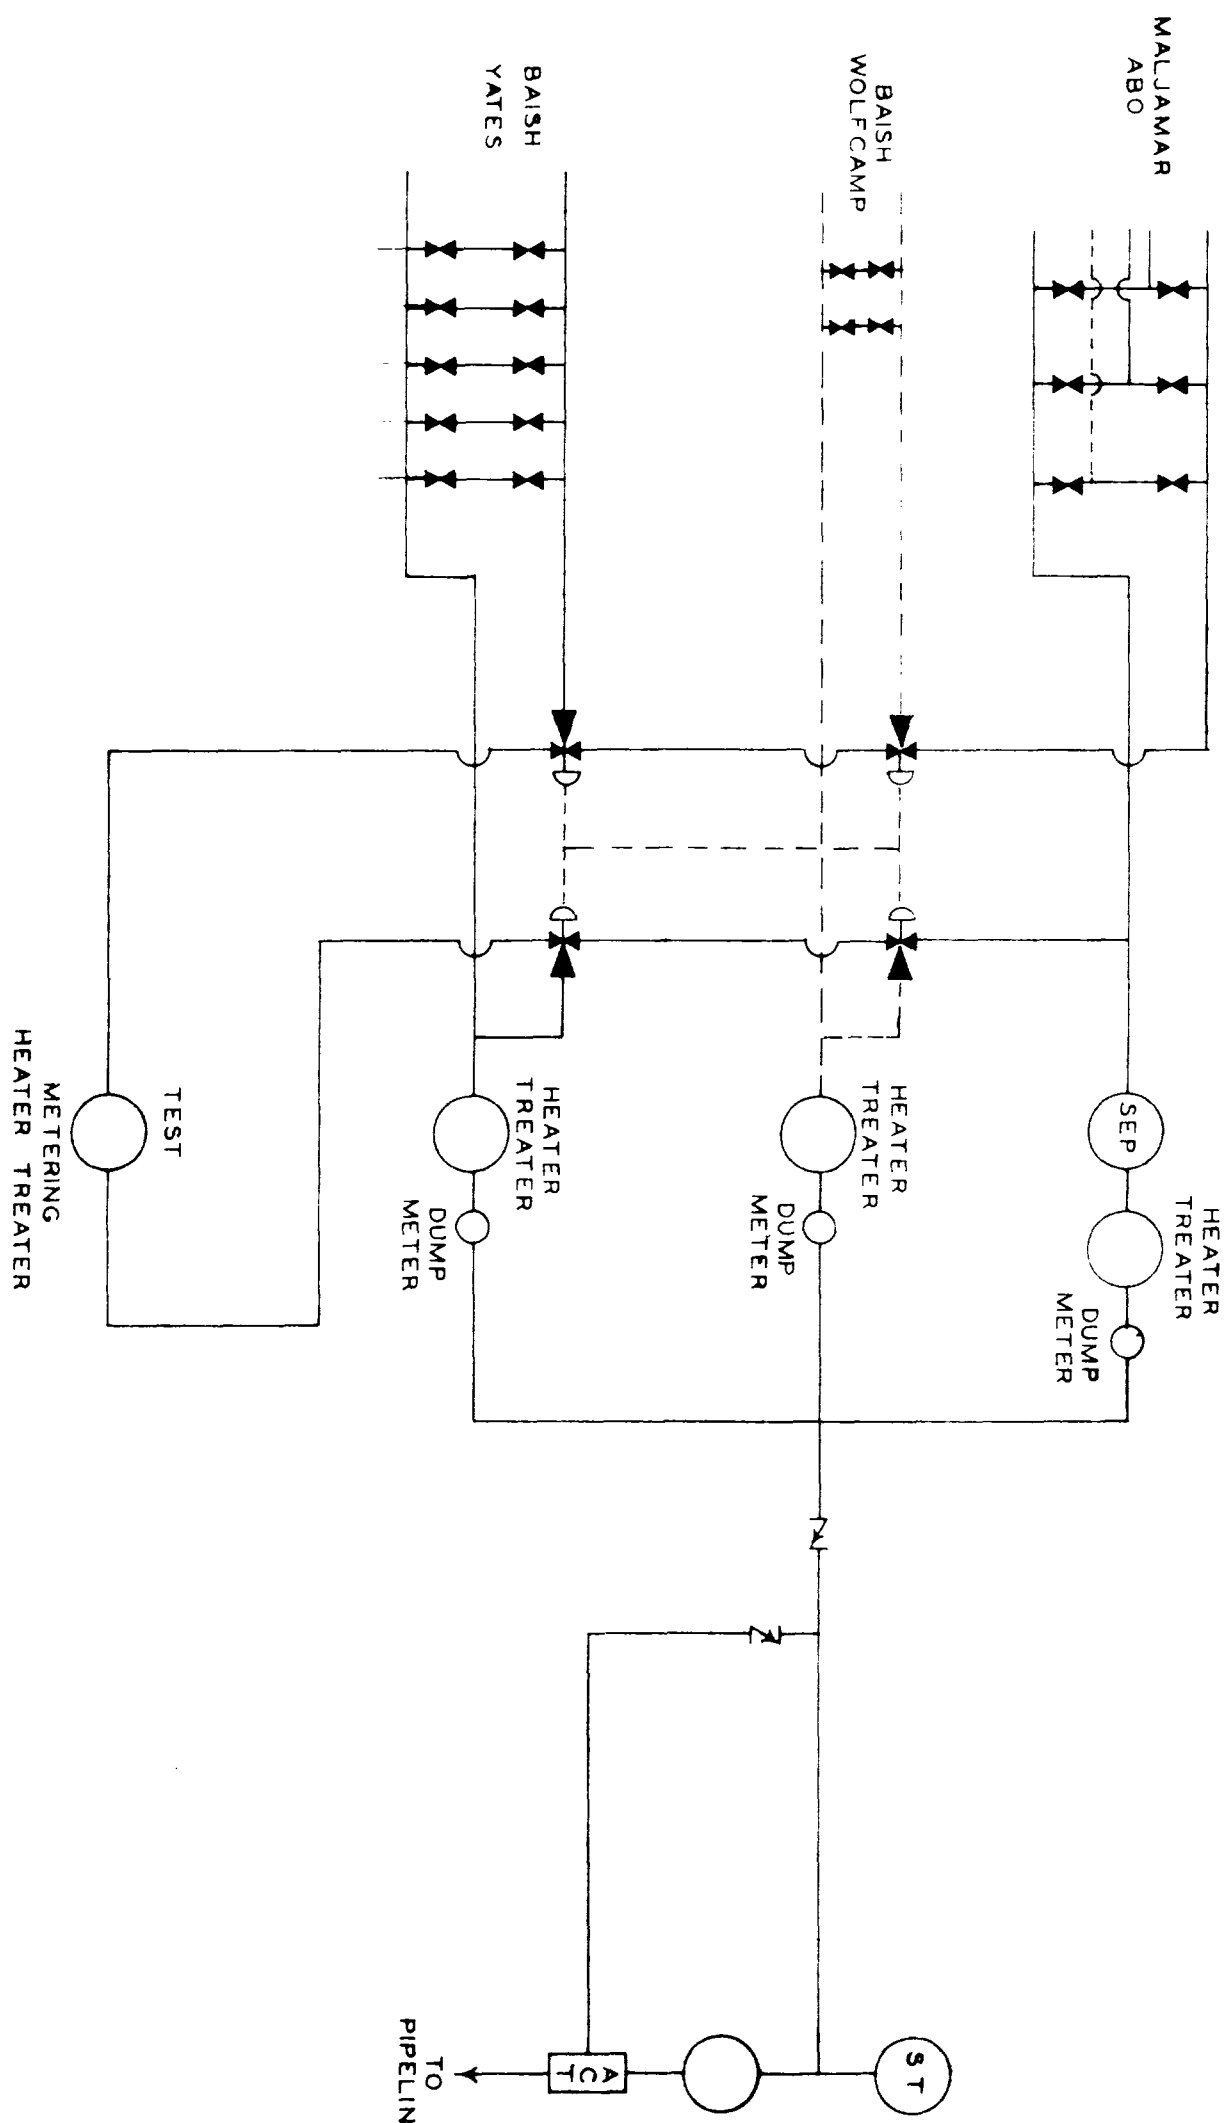 MALJAMAR
ABO
SEP
HEATER
TREATER
DUMP
METER
BAISH
WOLFCAMP
HEATER
TREATER
DUMP
METER
S T
BAISH
YATES
HEATER
TREATER
DUMP
METER
A
C
T
TO
PIPELIN
TEST
METERING
HEATER TREATER